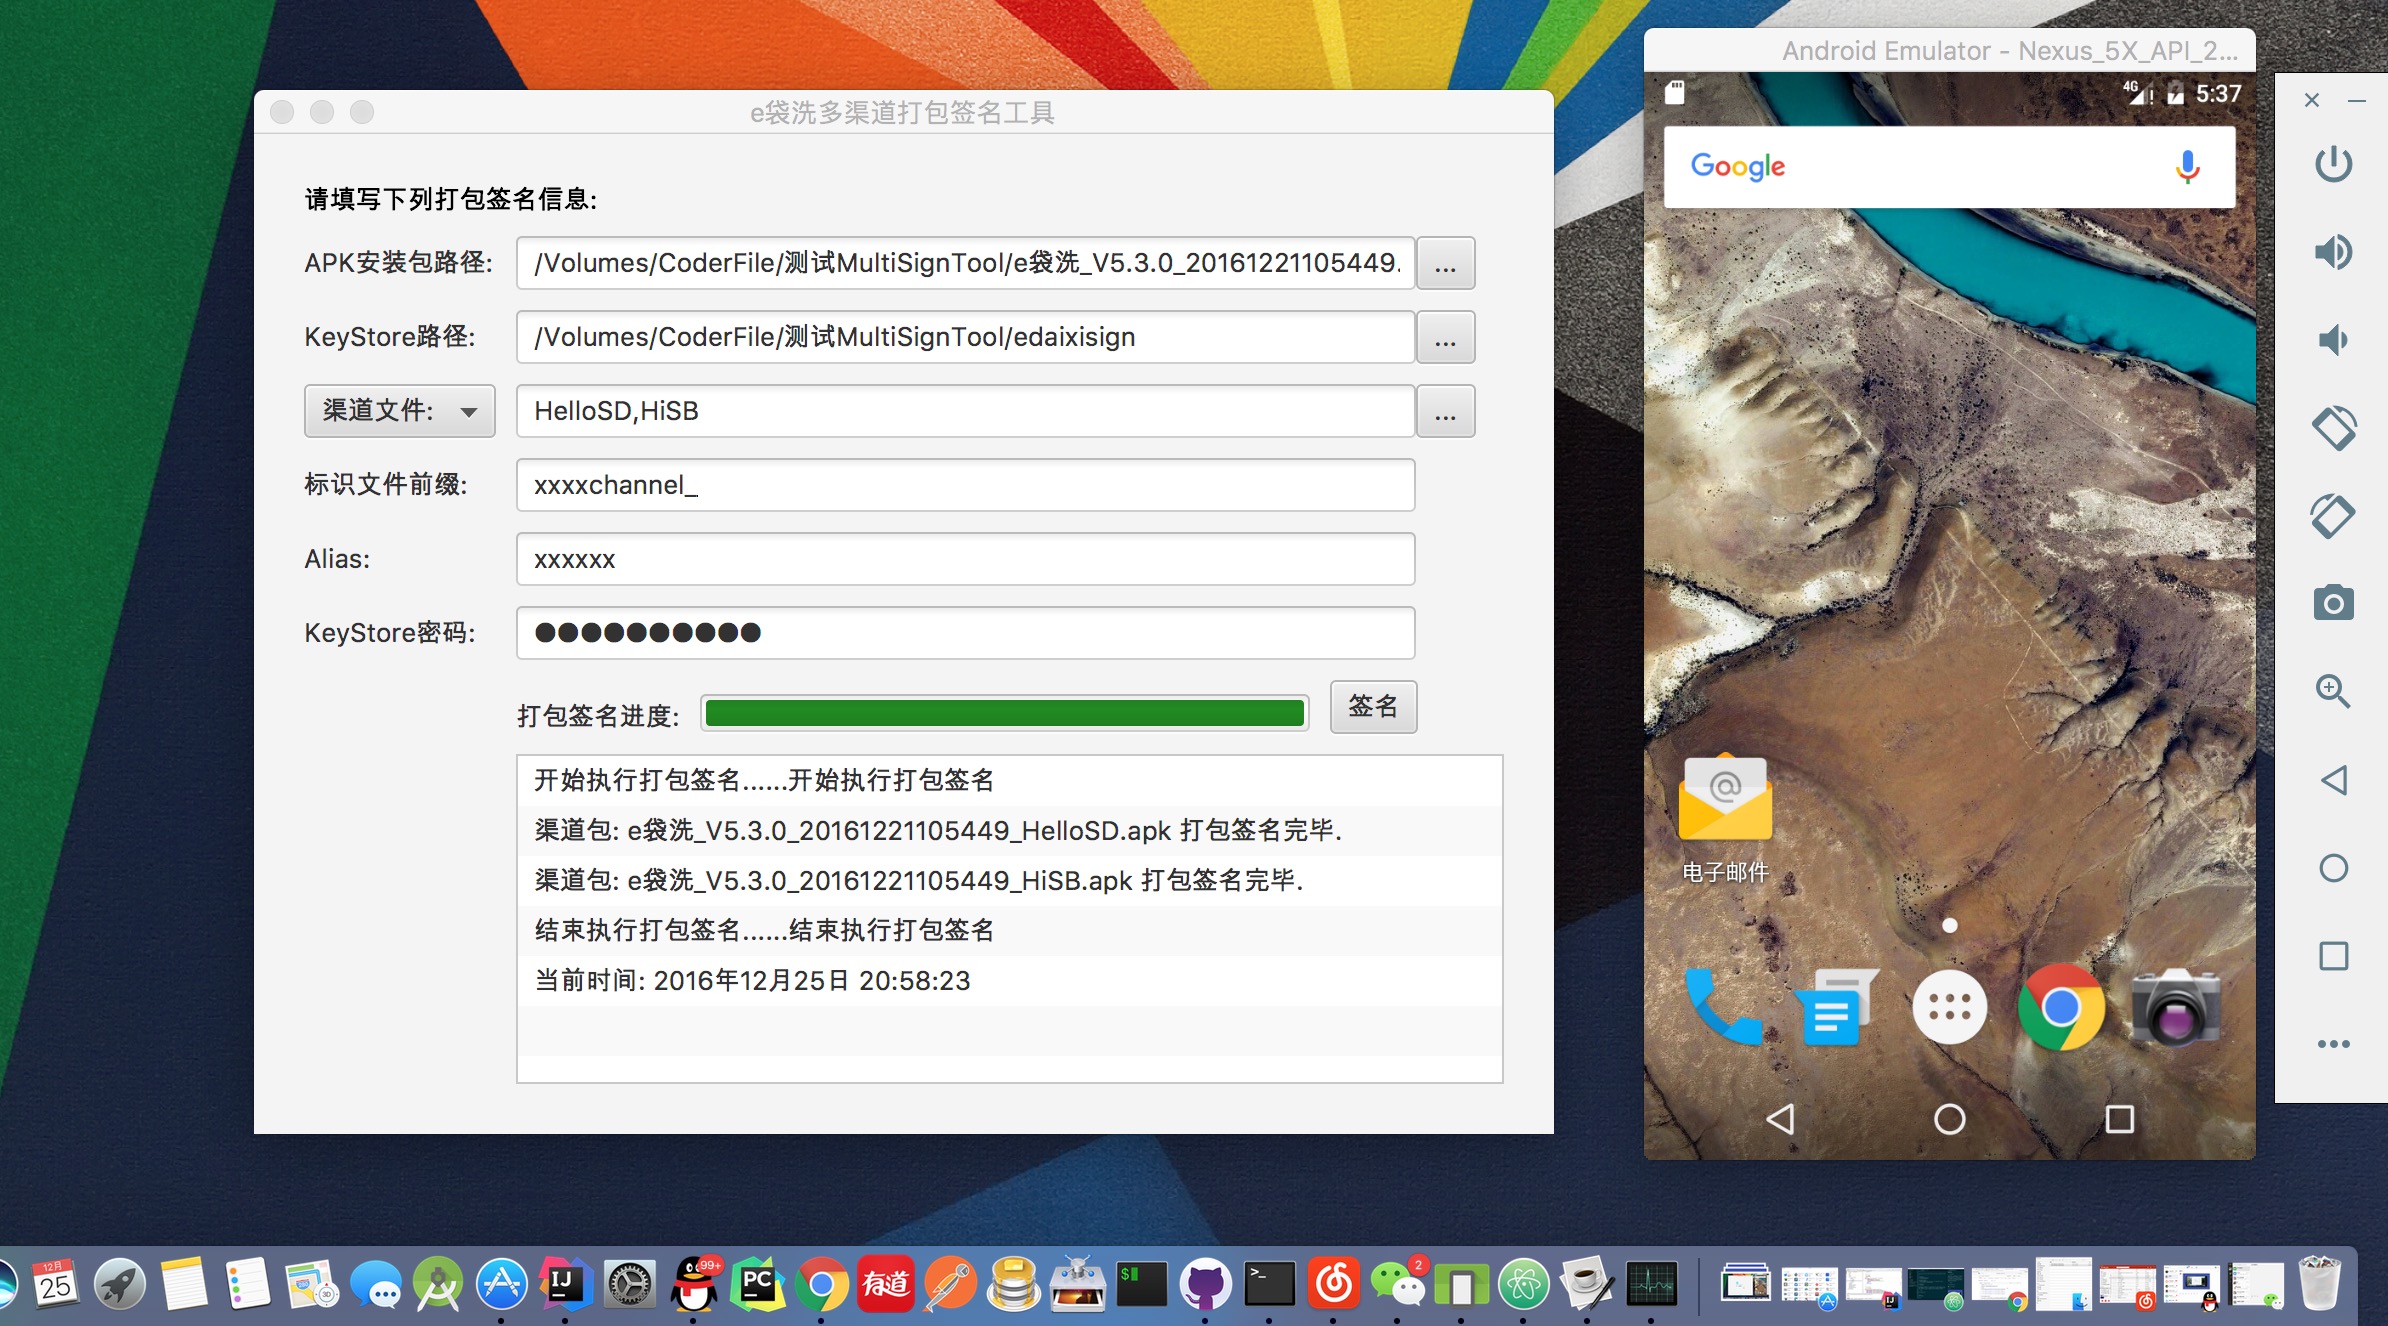 Android Emulator - Nexus_5X_API_2...
e袋洗多渠道打包签名工具
4G
5:37
Google
请填写下列打包签名信息:
APK安装包路径: /Volumes/CoderFile/测试MultiSignTool/e袋洗_V5.3.0_20161221105449. ...
KeyStore路径: /Volumes/CoderFile/测试MultiSignTool/edaixisign ...
渠道文件: HelloSD,HiSB ...
标识文件前缀: xxxxchannel_
Alias: xxxxxx
KeyStore密码: ●●●●●●●●●●
打包签名进度: 签名
开始执行打包签名......开始执行打包签名
渠道包: e袋洗_V5.3.0_20161221105449_HelloSD.apk 打包签名完毕.
渠道包: e袋洗_V5.3.0_20161221105449_HiSB.apk 打包签名完毕.
结束执行打包签名......结束执行打包签名
当前时间: 2016年12月25日 20:58:23
@
电子邮件
12月
25
3D
IJ
99+
PC
有道
$
>_
2
IJ